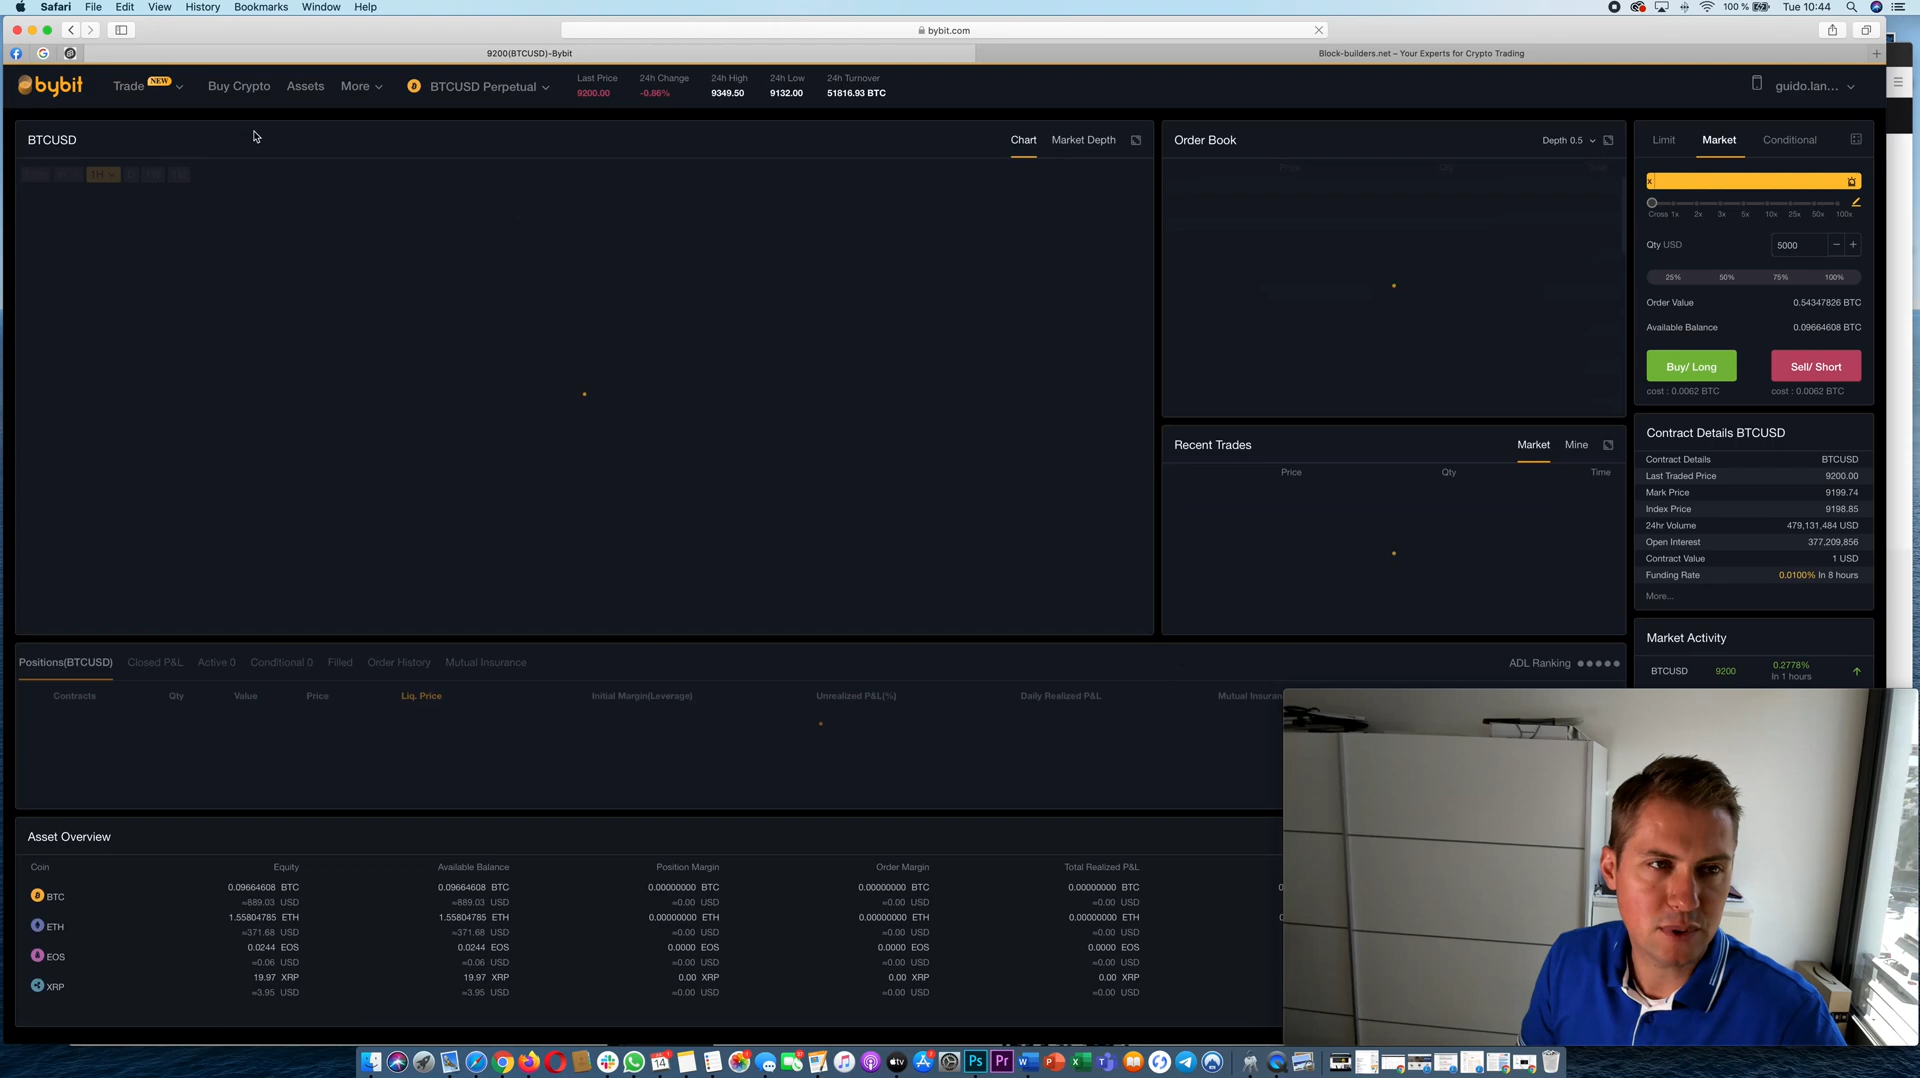 Safari File Edit View History Bookmarks Window Help
100 % Tue 10:44
bybit.com
9200(BTCUSD)-Bybit
Block-builders.net – Your Experts for Crypto Trading
bybit
Trade NEW Buy Crypto Assets More BTCUSD Perpetual
Last Price 24h Change 24h High 24h Low 24h Turnover
9200.00 -0.86% 9349.50 9132.00 51816.93 BTC
guido.lan...
BTCUSD
Chart Market Depth
1H
Order Book
Depth 0.5
Price Qty
Recent Trades
Market Mine
Price Qty Time
Limit Market Conditional
x
Cross 1x 2x 3x 5x 10x 25x 50x 100x
Qty USD 5000 − +
25% 50% 75% 100%
Order Value 0.54347826 BTC
Available Balance 0.09664608 BTC
Buy/ Long Sell/ Short
cost : 0.0062 BTC cost : 0.0062 BTC
Contract Details BTCUSD
Contract Details BTCUSD
Last Traded Price 9200.00
Mark Price 9199.74
Index Price 9198.85
24hr Volume 479,131,484 USD
Open Interest 377,209,856
Contract Value 1 USD
Funding Rate 0.0100% In 8 hours
More...
Market Activity
BTCUSD 9200 0.2778%
In 1 hours
Positions(BTCUSD) Closed P&L Active 0 Conditional 0 Filled Order History Mutual Insurance
ADL Ranking
Contracts Qty Value Price Liq. Price Initial Margin(Leverage) Unrealized P&L(%) Daily Realized P&L Mutual Insuran
Asset Overview
Coin Equity Available Balance Position Margin Order Margin Total Realized P&L
BTC 0.09664608 BTC 0.09664608 BTC 0.00000000 BTC 0.00000000 BTC 0.00000000 BTC 0
≈889.03 USD ≈889.03 USD ≈0.00 USD ≈0.00 USD ≈0.00 USD
ETH 1.55804785 ETH 1.55804785 ETH 0.00000000 ETH 0.00000000 ETH 0.00000000 ETH 0
≈371.68 USD ≈371.68 USD ≈0.00 USD ≈0.00 USD ≈0.00 USD
EOS 0.0244 EOS 0.0244 EOS 0.0000 EOS 0.0000 EOS 0.0000 EOS
≈0.06 USD ≈0.06 USD ≈0.00 USD ≈0.00 USD ≈0.00 USD
XRP 19.97 XRP 19.97 XRP 0.00 XRP 0.00 XRP 0.00 XRP
≈3.95 USD ≈3.95 USD ≈0.00 USD ≈0.00 USD ≈0.00 USD
14 tv Ps Pr